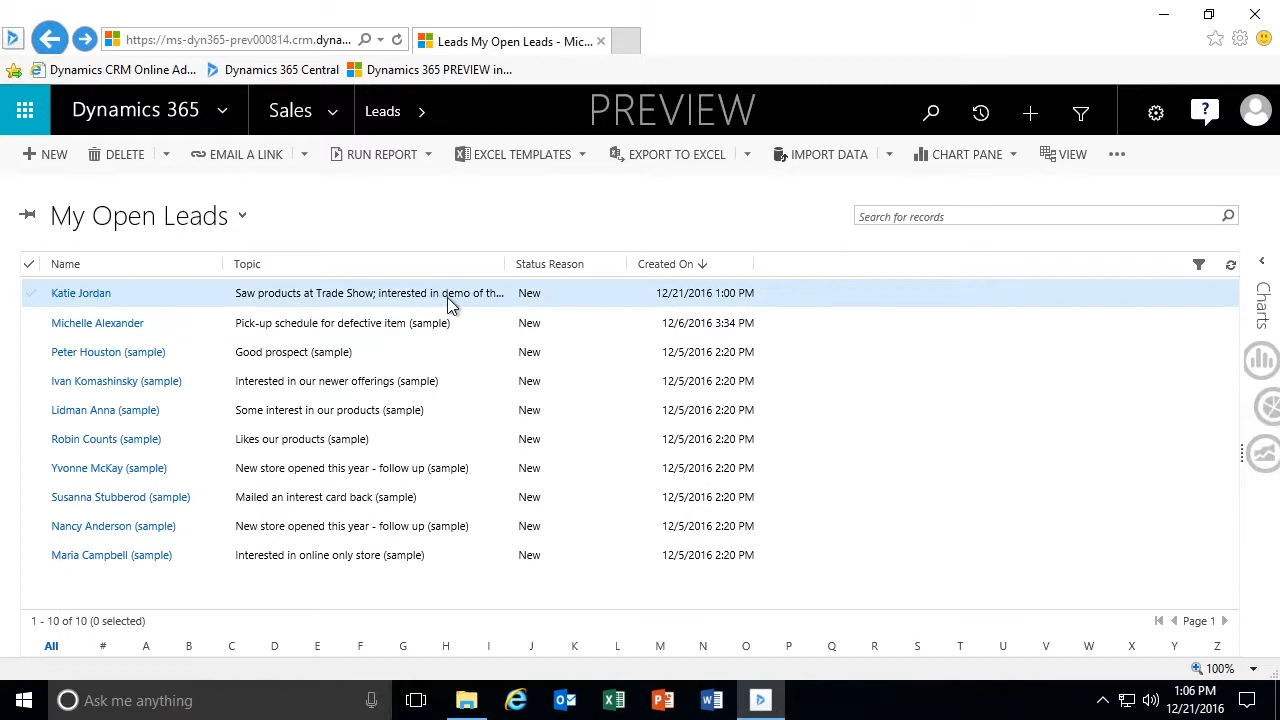 https://ms-dyn365-prev000814.crm.dyna...
Leads My Open Leads - Mic...
Dynamics CRM Online Ad...
Dynamics 365 Central
Dynamics 365 PREVIEW in...
Dynamics 365
Sales
Leads
PREVIEW
?
NEW
DELETE
EMAIL A LINK
RUN REPORT
EXCEL TEMPLATES
EXPORT TO EXCEL
IMPORT DATA
CHART PANE
VIEW
My Open Leads
Search for records
Name Topic Status Reason Created On
Katie Jordan Saw products at Trade Show; interested in demo of th... New 12/21/2016 1:00 PM
Michelle Alexander Pick-up schedule for defective item (sample) New 12/6/2016 3:34 PM
Peter Houston (sample) Good prospect (sample) New 12/5/2016 2:20 PM
Ivan Komashinsky (sample) Interested in our newer offerings (sample) New 12/5/2016 2:20 PM
Lidman Anna (sample) Some interest in our products (sample) New 12/5/2016 2:20 PM
Robin Counts (sample) Likes our products (sample) New 12/5/2016 2:20 PM
Yvonne McKay (sample) New store opened this year - follow up (sample) New 12/5/2016 2:20 PM
Susanna Stubberod (sample) Mailed an interest card back (sample) New 12/5/2016 2:20 PM
Nancy Anderson (sample) New store opened this year - follow up (sample) New 12/5/2016 2:20 PM
Maria Campbell (sample) Interested in online only store (sample) New 12/5/2016 2:20 PM
Charts
1 - 10 of 10 (0 selected)
Page 1
All # A B C D E F G H I J K L M N O P Q R S T U V W X Y Z
100%
Ask me anything
1:06 PM
12/21/2016